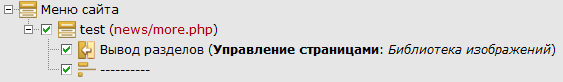 Меню сайта
test (news/more.php)
Вывод разделов (Управление страницами: Библиотека изображений)
----------